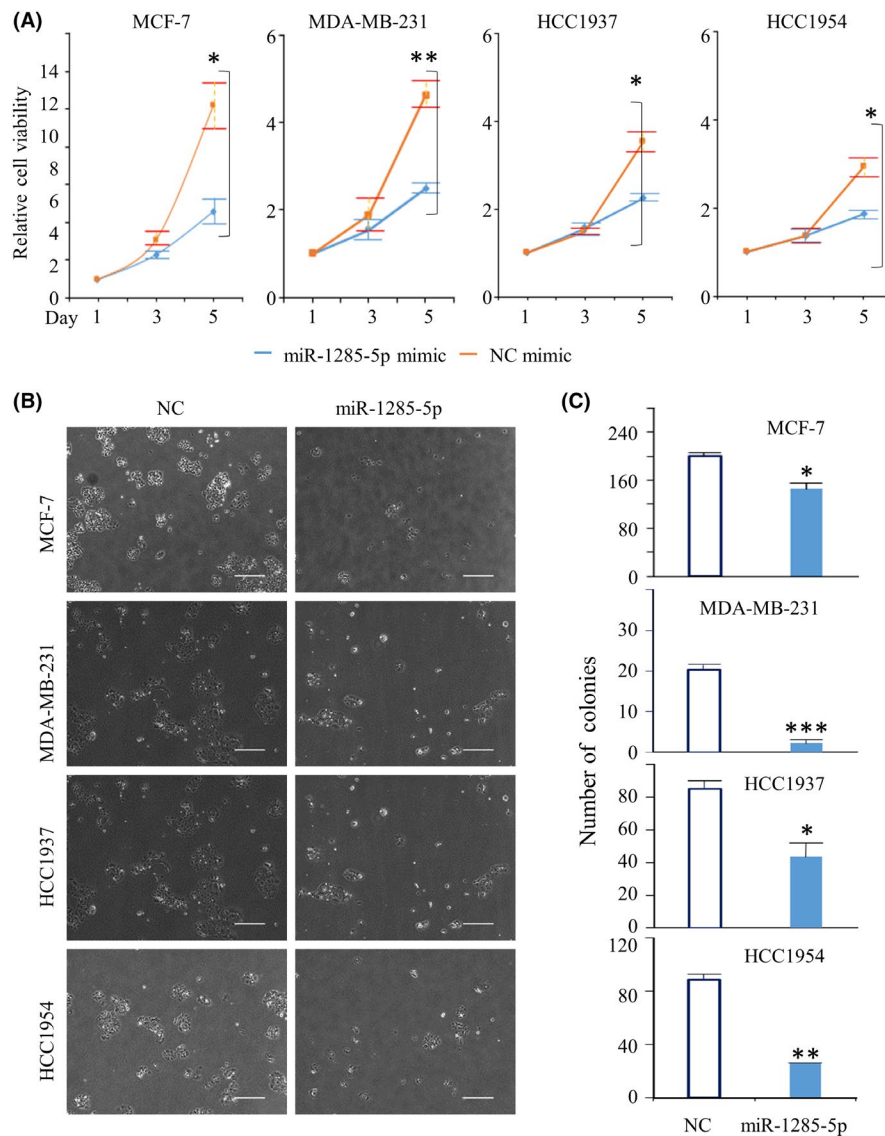 (A)
MCF-7
MDA-MB-231
HCC1937
HCC1954
Relative cell viability
14
12
10
8
6
4
2
0
6
4
2
0
6
4
2
0
6
4
2
0
*
**
*
*
Day 1 3 5
1 3 5
1 3 5
1 3 5
miR-1285-5p mimic NC mimic
(B)
NC
miR-1285-5p
MCF-7
MDA-MB-231
HCC1937
HCC1954
(C)
Number of colonies
MCF-7
240
160
80
0
*
MDA-MB-231
30
20
10
0
***
HCC1937
80
60
40
20
0
*
HCC1954
120
80
40
0
**
NC miR-1285-5p